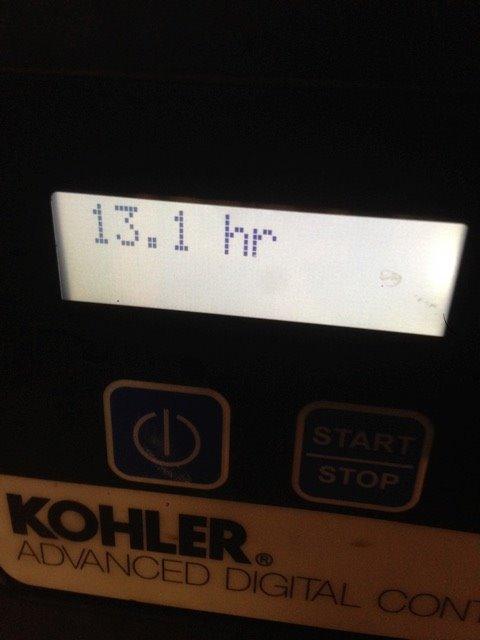 13.1 hr
START
STOP
KOHLER®
ADVANCED DIGITAL CONT